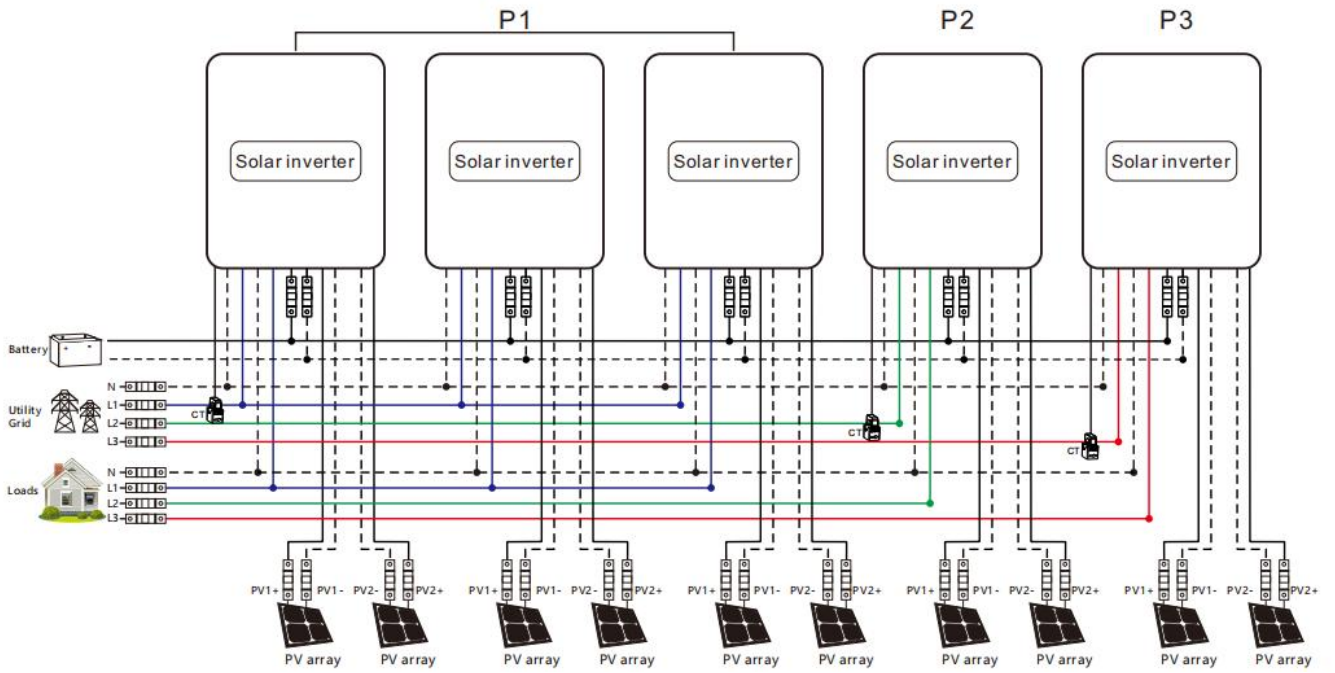 P1 P2 P3
Solar inverter Solar inverter Solar inverter Solar inverter Solar inverter
Battery
Utility
Grid
N
L1
L2
L3
CT
CT
CT
Loads
N
L1
L2
L3
PV1+ PV1- PV2- PV2+ PV1+ PV1- PV2- PV2+ PV1+ PV1- PV2- PV2+ PV1+ PV1- PV2- PV2+ PV1+ PV1- PV2- PV2+
PV array PV array PV array PV array PV array PV array PV array PV array PV array PV array